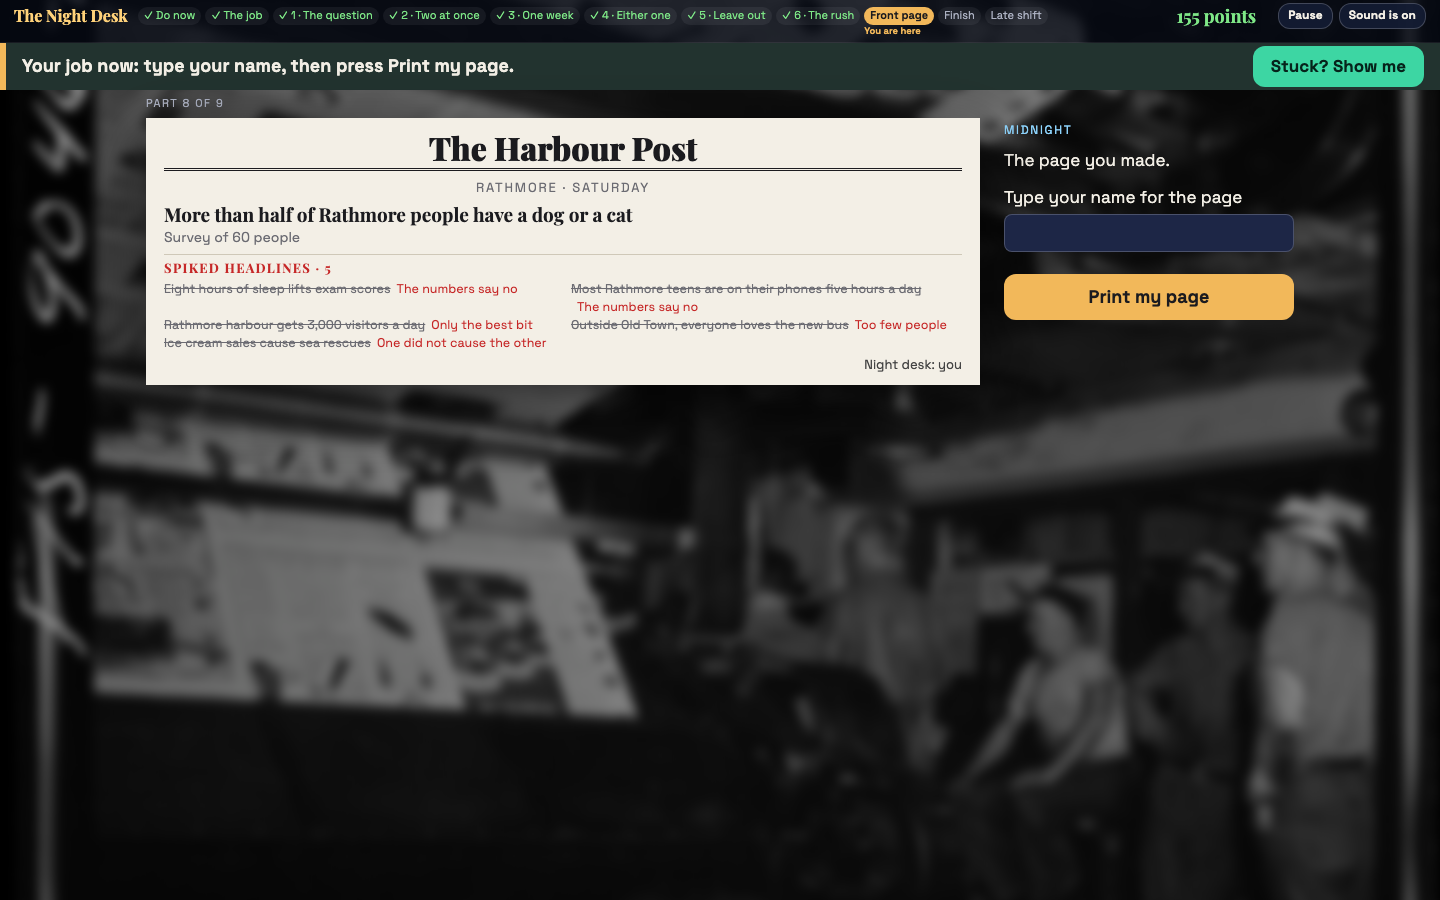 The Night Desk
✓ Do now
✓ The job
✓ 1 · The question
✓ 2 · Two at once
✓ 3 · One week
✓ 4 · Either one
✓ 5 · Leave out
✓ 6 · The rush
Front page
You are here
Finish
Late shift
155 points
Pause
Sound is on
Your job now: type your name, then press Print my page.
Stuck? Show me
PART 8 OF 9
The Harbour Post
RATHMORE · SATURDAY
More than half of Rathmore people have a dog or a cat
Survey of 60 people
SPIKED HEADLINES · 5
Eight hours of sleep lifts exam scores The numbers say no
Most Rathmore teens are on their phones five hours a day
The numbers say no
Rathmore harbour gets 3,000 visitors a day Only the best bit
Outside Old Town, everyone loves the new bus Too few people
Ice cream sales cause sea rescues One did not cause the other
Night desk: you
MIDNIGHT
The page you made.
Type your name for the page
Print my page